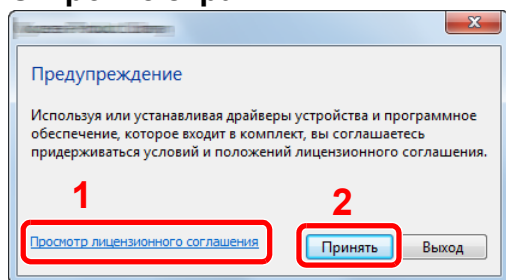 Предупреждение
Используя или устанавливая драйверы устройства и программное
обеспечение, которое входит в комплект, вы соглашаетесь
придерживаться условий и положений лицензионного соглашения.
1
2
Просмотр лицензионного соглашения
Принять
Выход